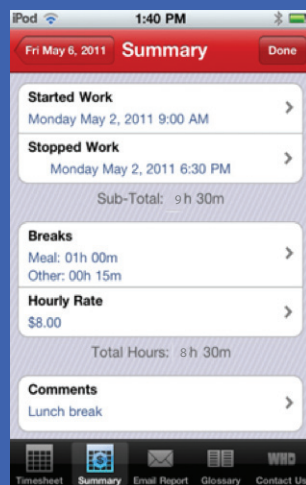 iPod 1:40 PM
Fri May 6, 2011 Summary Done
Started Work
Monday May 2, 2011 9:00 AM
Stopped Work
Monday May 2, 2011 6:30 PM
Sub-Total: 9h 30m
Breaks
Meal: 01h 00m
Other: 00h 15m
Hourly Rate
$8.00
Total Hours: 8h 30m
Comments
Lunch break
WHD
Timesheet Summary Email Report Glossary Contact Us